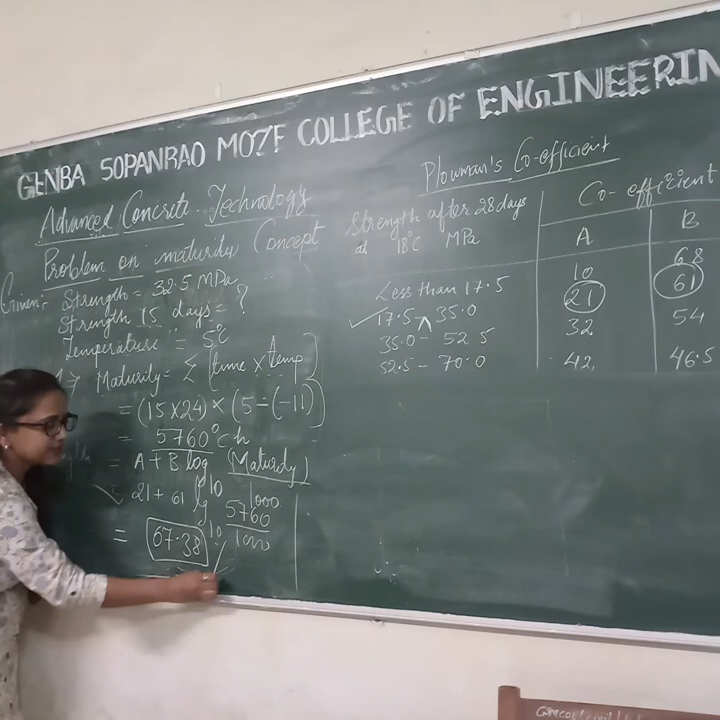 GENBA SOPANRAO MOZE COLLEGE OF ENGINEERIN
Advanced Concrete Technology
Problem on maturity Concept
Given:- Strength = 32.5 MPa
Strength 15 days = ?
Temperature = 5°C
Maturity = Σ [time × temp]
= (15×24) × (5-(-11))
= 5760°C h
= A + B log10 (Maturity)
1000
= 21 + 61 log10 5760
1000
= 67.38 %
Plowman's Co-efficient
Strength after 28 days at 18°C MPa
Co-efficient
A B
Less than 17.5 10 68
17.5 - 35.0 21 61
35.0 - 52.5 32 54
52.5 - 70.0 42 46.5